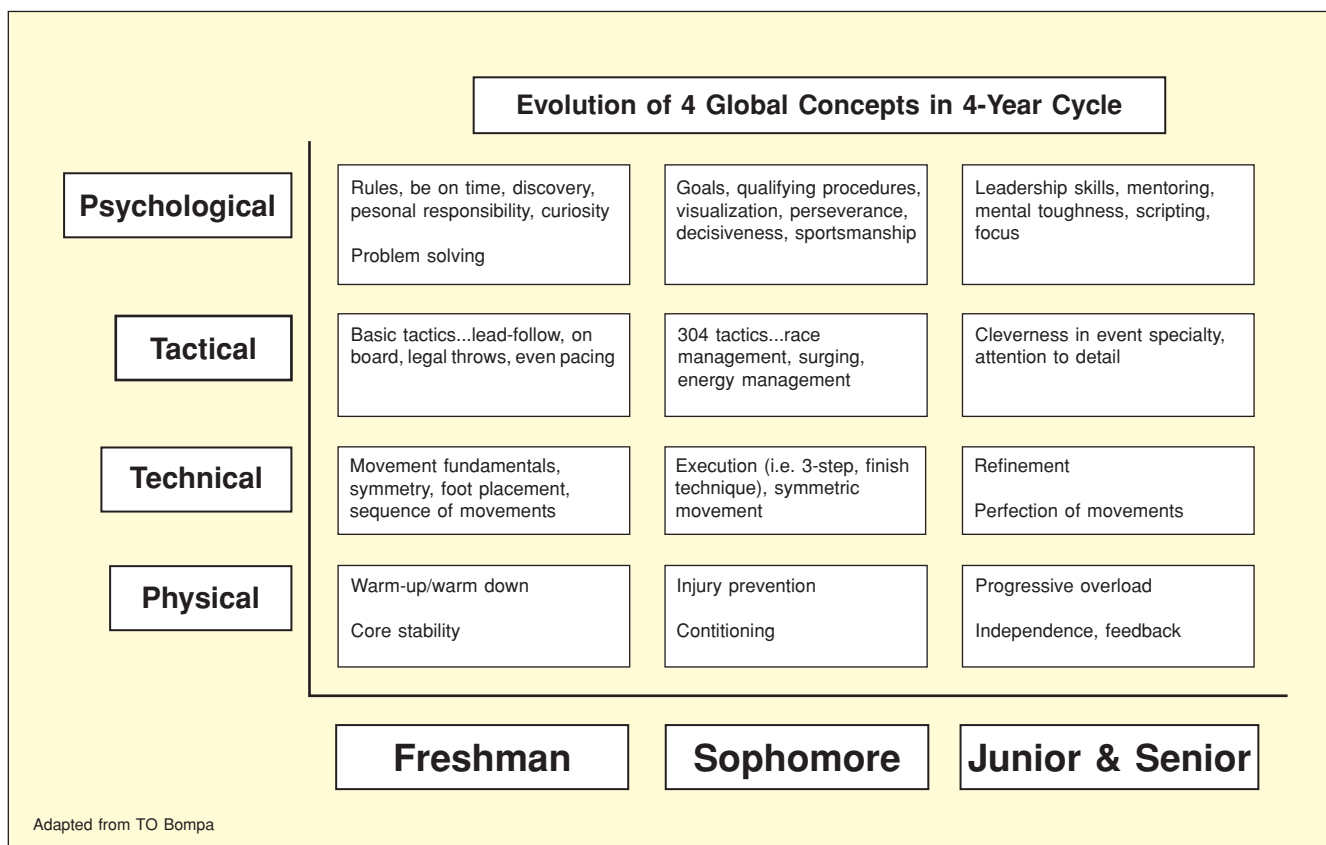 Evolution of 4 Global Concepts in 4-Year Cycle
Psychological
Rules, be on time, discovery,
pesonal responsibility, curiosity
Problem solving
Goals, qualifying procedures,
visualization, perseverance,
decisiveness, sportsmanship
Leadership skills, mentoring,
mental toughness, scripting,
focus
Tactical
Basic tactics...lead-follow, on
board, legal throws, even pacing
304 tactics...race
management, surging,
energy management
Cleverness in event specialty,
attention to detail
Technical
Movement fundamentals,
symmetry, foot placement,
sequence of movements
Execution (i.e. 3-step, finish
technique), symmetric
movement
Refinement
Perfection of movements
Physical
Warm-up/warm down
Core stability
Injury prevention
Contitioning
Progressive overload
Independence, feedback
Freshman
Sophomore
Junior & Senior
Adapted from TO Bompa